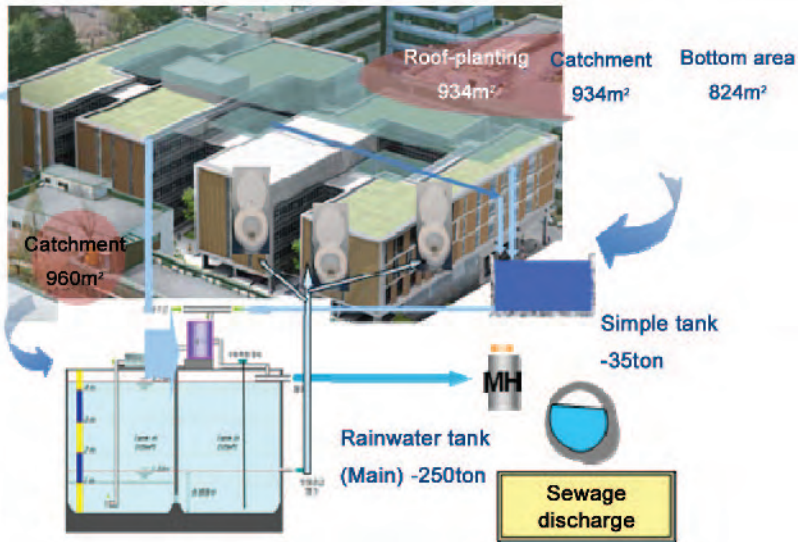 Roof-planting
934m²
Catchment
934m²
Bottom area
824m²
Catchment
960m²
Simple tank
-35ton
MH
Rainwater tank
(Main) -250ton
Sewage
discharge